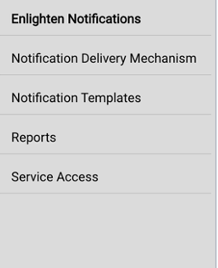 Enlighten Notifications
Notification Delivery Mechanism
Notification Templates
Reports
Service Access